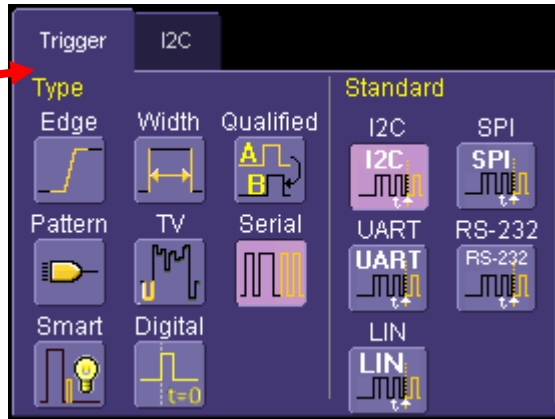 Trigger I2C
Type
Edge Width Qualified
A
B
Pattern TV Serial
Smart Digital
t=0
Standard
I2C SPI
I2C SPI
t
t
UART RS-232
UART RS-232
t
t
LIN
LIN
t